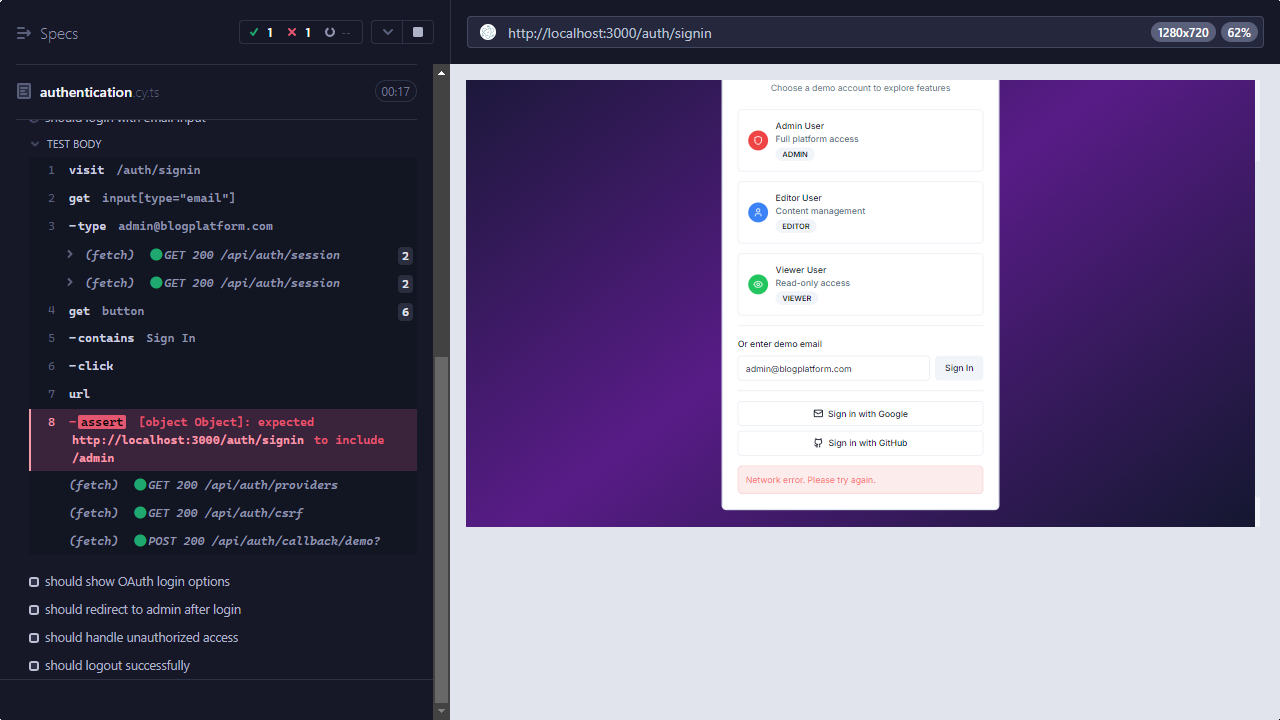 Specs
1
1
--
authentication.cy.ts
00:17
should login with email input
TEST BODY
1 visit /auth/signin
2 get input[type="email"]
3 -type admin@blogplatform.com
(fetch) GET 200 /api/auth/session 2
(fetch) GET 200 /api/auth/session 2
4 get button 6
5 -contains Sign In
6 -click
7 url
8 -assert [object Object]: expected
http://localhost:3000/auth/signin to include
/admin
(fetch) GET 200 /api/auth/providers
(fetch) GET 200 /api/auth/csrf
(fetch) POST 200 /api/auth/callback/demo?
should show OAuth login options
should redirect to admin after login
should handle unauthorized access
should logout successfully
http://localhost:3000/auth/signin
1280x720
62%
Choose a demo account to explore features
Admin User
Full platform access
ADMIN
Editor User
Content management
EDITOR
Viewer User
Read-only access
VIEWER
Or enter demo email
admin@blogplatform.com
Sign In
Sign in with Google
Sign in with GitHub
Network error. Please try again.